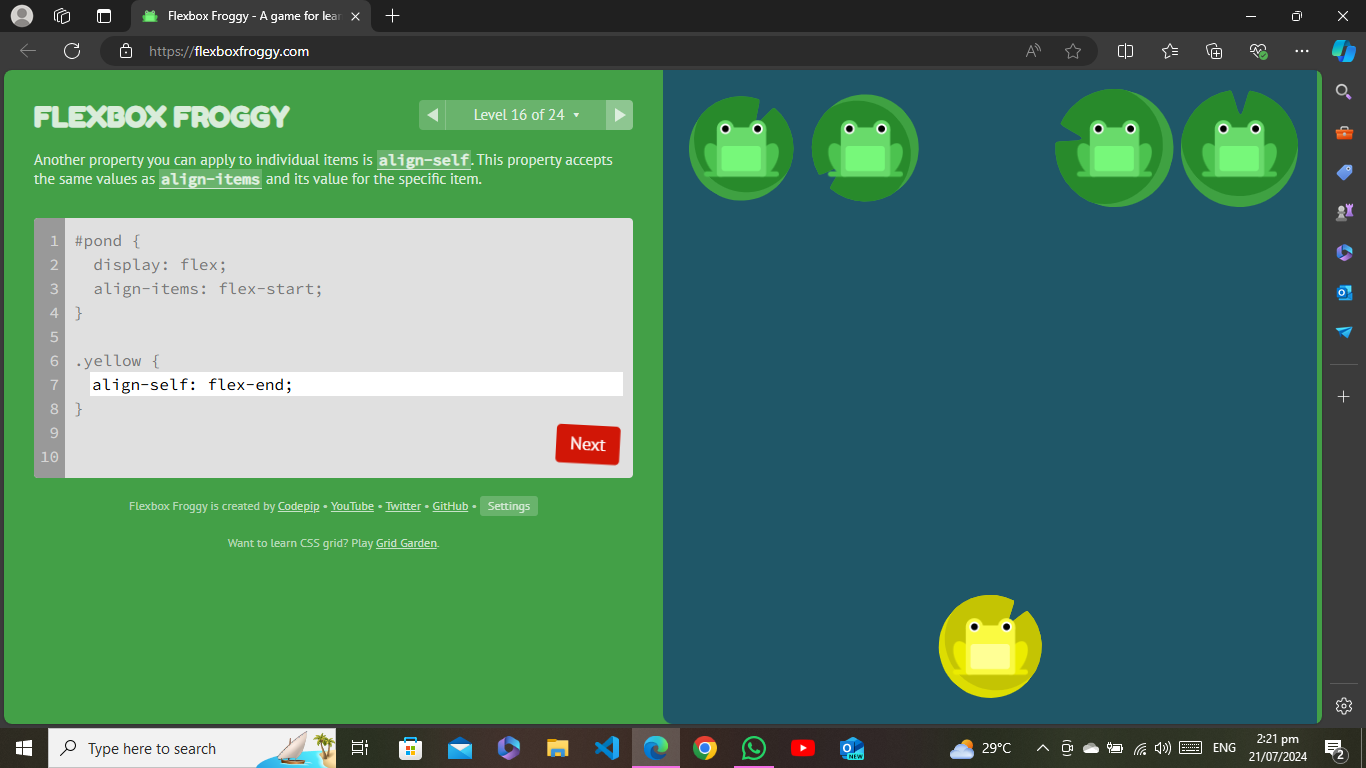 Flexbox Froggy - A game for lea
https://flexboxfroggy.com
FLEXBOX FROGGY
Level 16 of 24
Another property you can apply to individual items is align-self. This property accepts
the same values as align-items and its value for the specific item.
1 #pond {
2 display: flex;
3 align-items: flex-start;
4 }
5
6 .yellow {
7 align-self: flex-end;
8 }
9
10
Next
Flexbox Froggy is created by Codepip • YouTube • Twitter • GitHub • Settings
Want to learn CSS grid? Play Grid Garden.
Type here to search
NEW
29°C
ENG
2:21 pm
21/07/2024
2